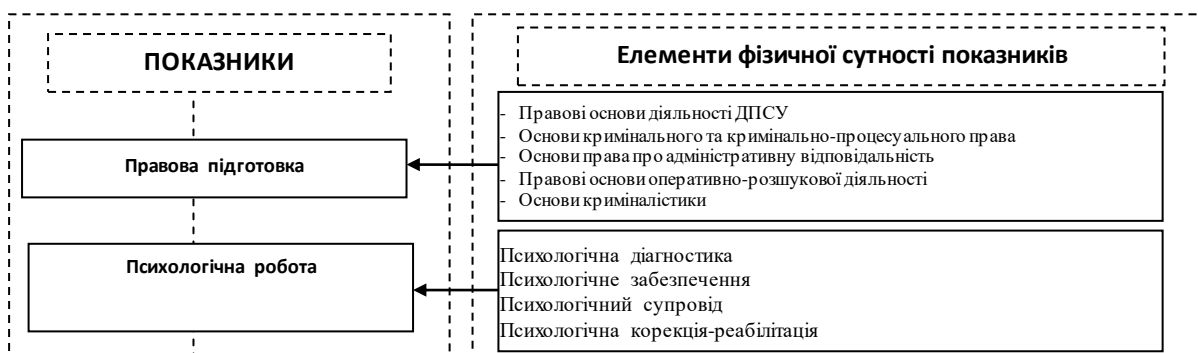 ПОКАЗНИКИ
Елементи фізичної сутності показників
Правова підготовка
- Правові основи діяльності ДПСУ
- Основи кримінального та кримінально-процесуального права
- Основи права про адміністративну відповідальність
- Правові основи оперативно-розшукової діяльності
- Основи криміналістики
Психологічна робота
Психологічна діагностика
Психологічне забезпечення
Психологічний супровід
Психологічна корекція-реабілітація